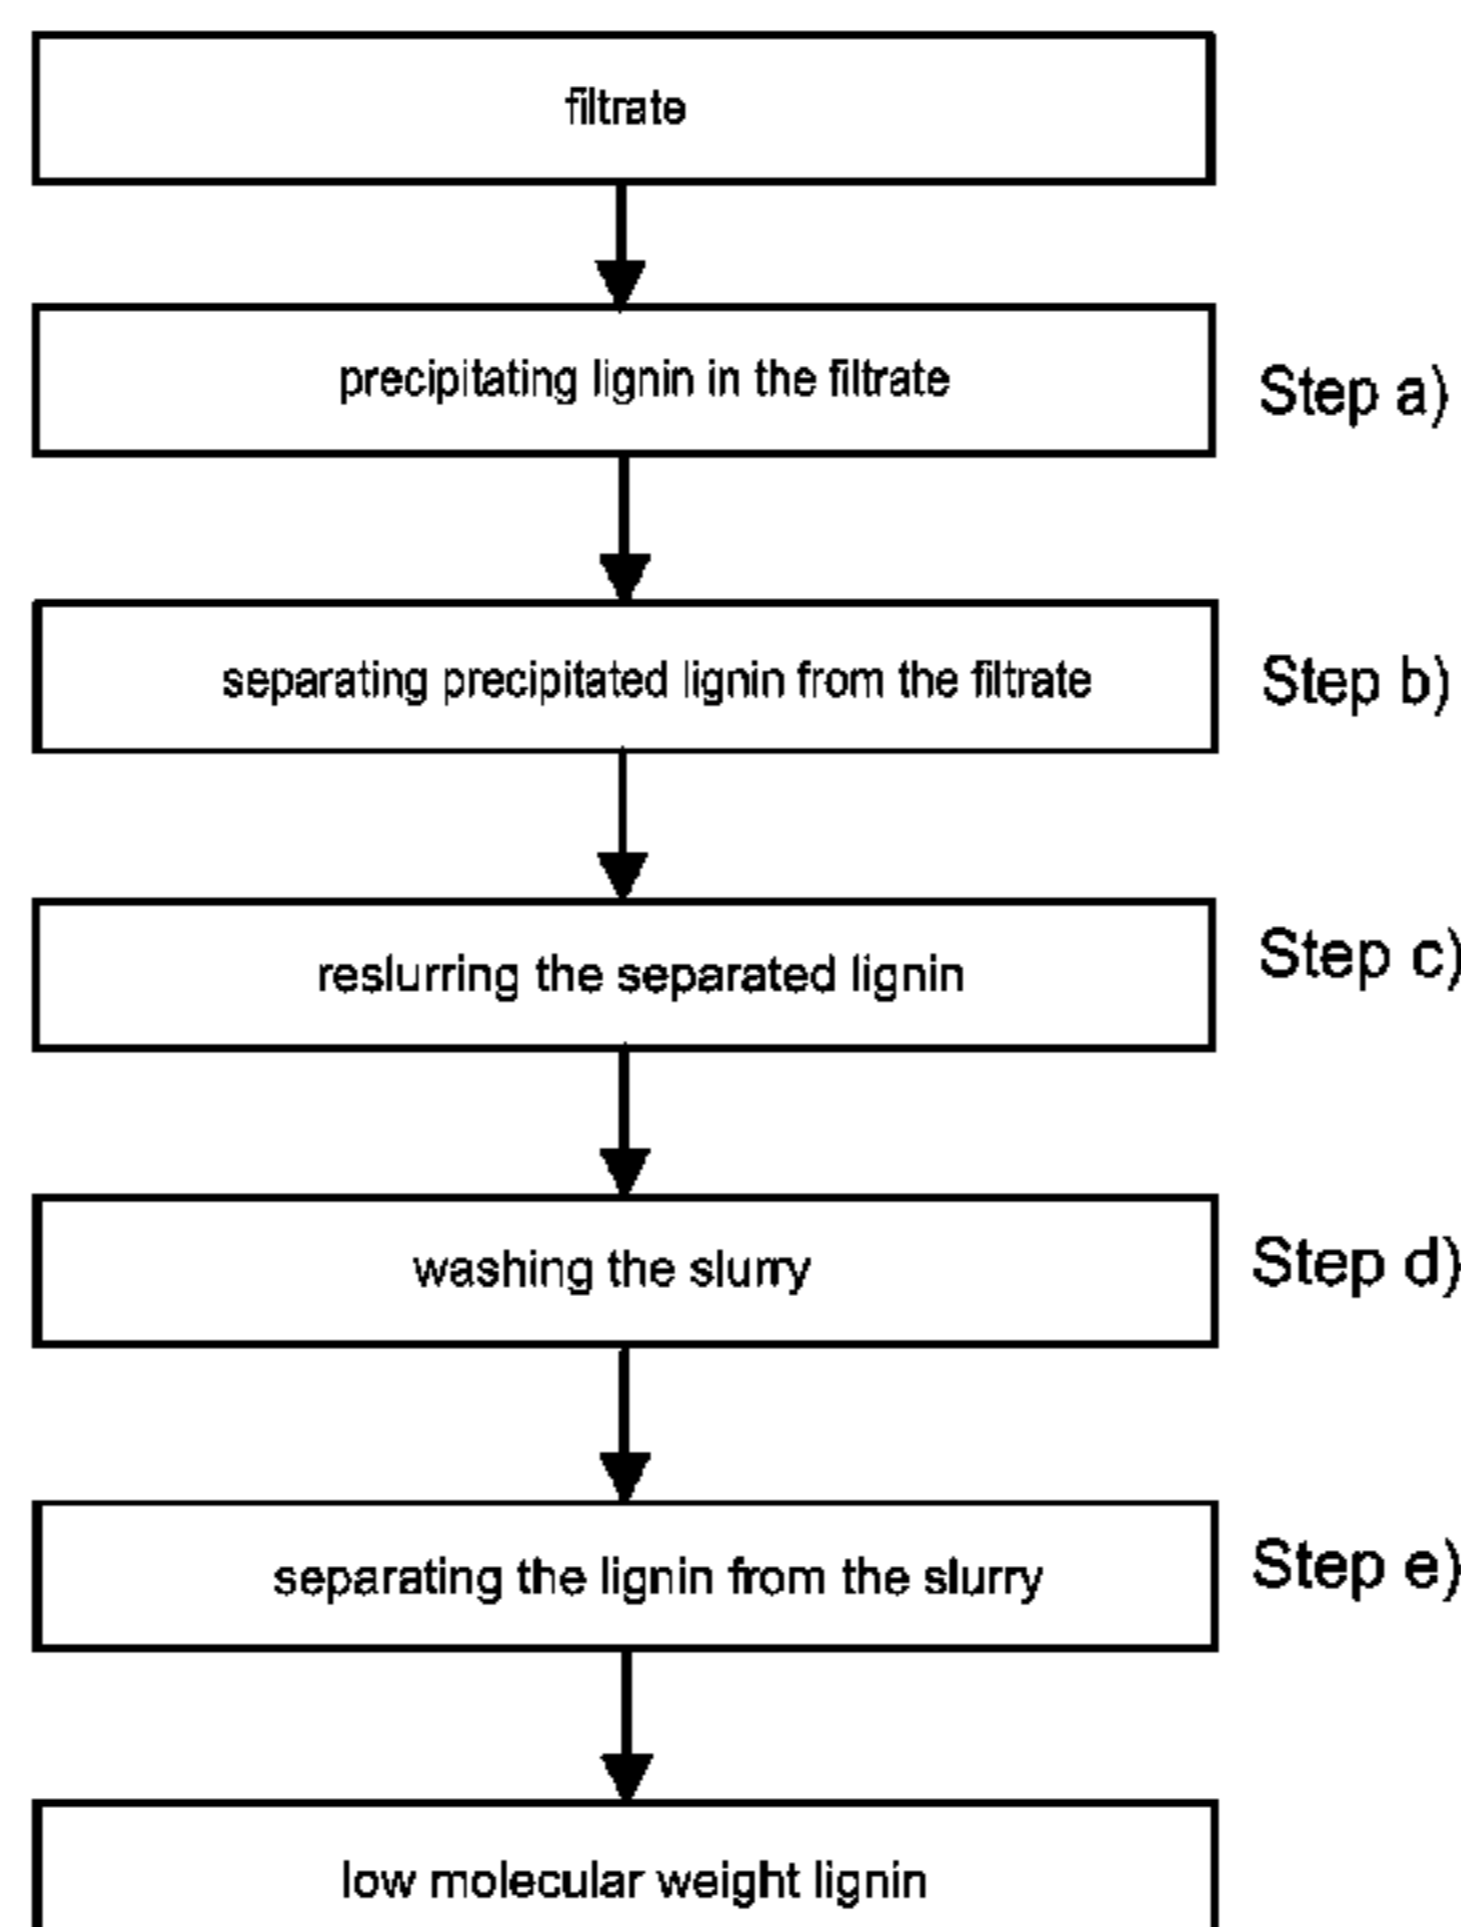 filtrate
precipitating lignin in the filtrate
Step a)
separating precipitated lignin from the filtrate
Step b)
reslurring the separated lignin
Step c)
washing the slurry
Step d)
separating the lignin from the slurry
Step e)
low molecular weight lignin